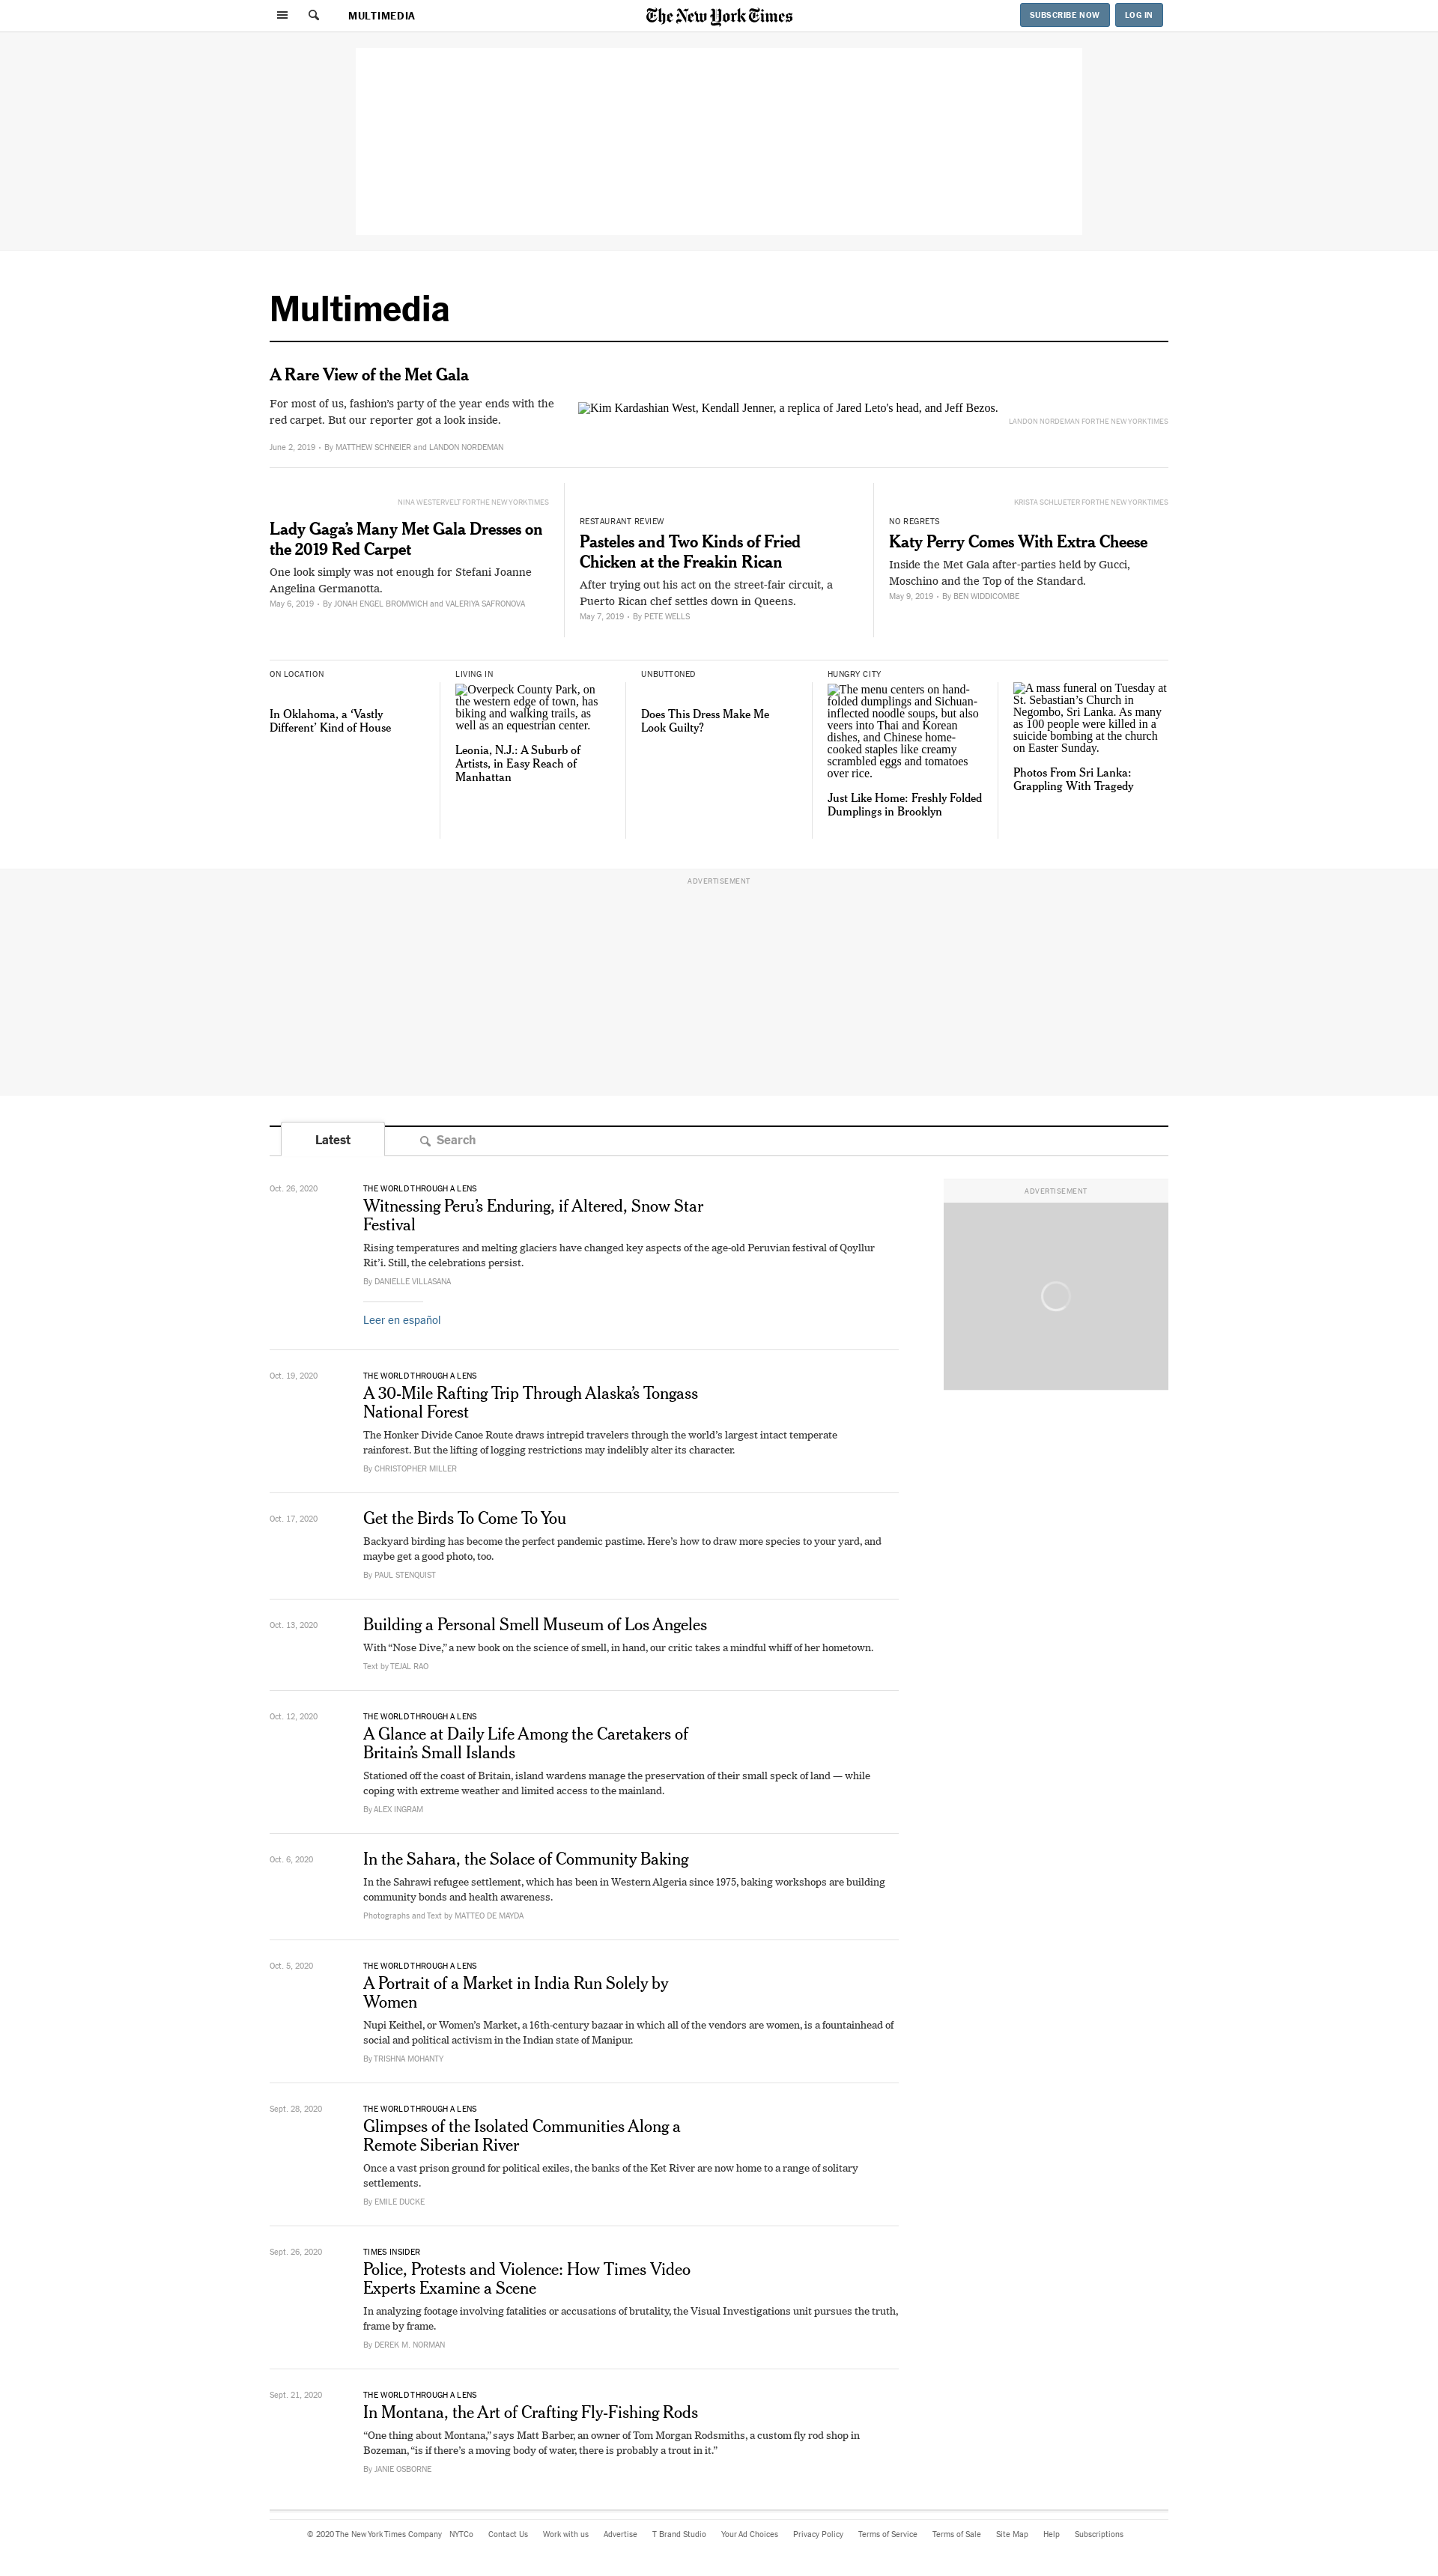 MULTIMEDIA
The New York Times
SUBSCRIBE NOW
LOG IN
Multimedia
A Rare View of the Met Gala
For most of us, fashion’s party of the year ends with the
red carpet. But our reporter got a look inside.
June 2, 2019 • By MATTHEW SCHNEIER and LANDON NORDEMAN
Kim Kardashian West, Kendall Jenner, a replica of Jared Leto's head, and Jeff Bezos.
LANDON NORDEMAN FOR THE NEW YORK TIMES
NINA WESTERVELT FOR THE NEW YORK TIMES
Lady Gaga’s Many Met Gala Dresses on
the 2019 Red Carpet
One look simply was not enough for Stefani Joanne
Angelina Germanotta.
May 6, 2019 • By JONAH ENGEL BROMWICH and VALERIYA SAFRONOVA
RESTAURANT REVIEW
Pasteles and Two Kinds of Fried
Chicken at the Freakin Rican
After trying out his act on the street-fair circuit, a
Puerto Rican chef settles down in Queens.
May 7, 2019 • By PETE WELLS
KRISTA SCHLUETER FOR THE NEW YORK TIMES
NO REGRETS
Katy Perry Comes With Extra Cheese
Inside the Met Gala after-parties held by Gucci,
Moschino and the Top of the Standard.
May 9, 2019 • By BEN WIDDICOMBE
ON LOCATION
In Oklahoma, a ‘Vastly
Different’ Kind of House
LIVING IN
Overpeck County Park, on
the western edge of town, has
biking and walking trails, as
well as an equestrian center.
Leonia, N.J.: A Suburb of
Artists, in Easy Reach of
Manhattan
UNBUTTONED
Does This Dress Make Me
Look Guilty?
HUNGRY CITY
The menu centers on hand-
folded dumplings and Sichuan-
inflected noodle soups, but also
veers into Thai and Korean
dishes, and Chinese home-
cooked staples like creamy
scrambled eggs and tomatoes
over rice.
Just Like Home: Freshly Folded
Dumplings in Brooklyn
A mass funeral on Tuesday at
St. Sebastian’s Church in
Negombo, Sri Lanka. As many
as 100 people were killed in a
suicide bombing at the church
on Easter Sunday.
Photos From Sri Lanka:
Grappling With Tragedy
ADVERTISEMENT
Latest
Search
ADVERTISEMENT
Oct. 26, 2020
THE WORLD THROUGH A LENS
Witnessing Peru’s Enduring, if Altered, Snow Star
Festival
Rising temperatures and melting glaciers have changed key aspects of the age-old Peruvian festival of Qoyllur
Rit’i. Still, the celebrations persist.
By DANIELLE VILLASANA
Leer en español
Oct. 19, 2020
THE WORLD THROUGH A LENS
A 30-Mile Rafting Trip Through Alaska’s Tongass
National Forest
The Honker Divide Canoe Route draws intrepid travelers through the world’s largest intact temperate
rainforest. But the lifting of logging restrictions may indelibly alter its character.
By CHRISTOPHER MILLER
Oct. 17, 2020
Get the Birds To Come To You
Backyard birding has become the perfect pandemic pastime. Here’s how to draw more species to your yard, and
maybe get a good photo, too.
By PAUL STENQUIST
Oct. 13, 2020
Building a Personal Smell Museum of Los Angeles
With “Nose Dive,” a new book on the science of smell, in hand, our critic takes a mindful whiff of her hometown.
Text by TEJAL RAO
Oct. 12, 2020
THE WORLD THROUGH A LENS
A Glance at Daily Life Among the Caretakers of
Britain’s Small Islands
Stationed off the coast of Britain, island wardens manage the preservation of their small speck of land — while
coping with extreme weather and limited access to the mainland.
By ALEX INGRAM
Oct. 6, 2020
In the Sahara, the Solace of Community Baking
In the Sahrawi refugee settlement, which has been in Western Algeria since 1975, baking workshops are building
community bonds and health awareness.
Photographs and Text by MATTEO DE MAYDA
Oct. 5, 2020
THE WORLD THROUGH A LENS
A Portrait of a Market in India Run Solely by
Women
Nupi Keithel, or Women’s Market, a 16th-century bazaar in which all of the vendors are women, is a fountainhead of
social and political activism in the Indian state of Manipur.
By TRISHNA MOHANTY
Sept. 28, 2020
THE WORLD THROUGH A LENS
Glimpses of the Isolated Communities Along a
Remote Siberian River
Once a vast prison ground for political exiles, the banks of the Ket River are now home to a range of solitary
settlements.
By EMILE DUCKE
Sept. 26, 2020
TIMES INSIDER
Police, Protests and Violence: How Times Video
Experts Examine a Scene
In analyzing footage involving fatalities or accusations of brutality, the Visual Investigations unit pursues the truth,
frame by frame.
By DEREK M. NORMAN
Sept. 21, 2020
THE WORLD THROUGH A LENS
In Montana, the Art of Crafting Fly-Fishing Rods
“One thing about Montana,” says Matt Barber, an owner of Tom Morgan Rodsmiths, a custom fly rod shop in
Bozeman, “is if there’s a moving body of water, there is probably a trout in it.”
By JANIE OSBORNE
© 2020 The New York Times Company NYTCo Contact Us Work with us Advertise T Brand Studio Your Ad Choices Privacy Policy Terms of Service Terms of Sale Site Map Help Subscriptions